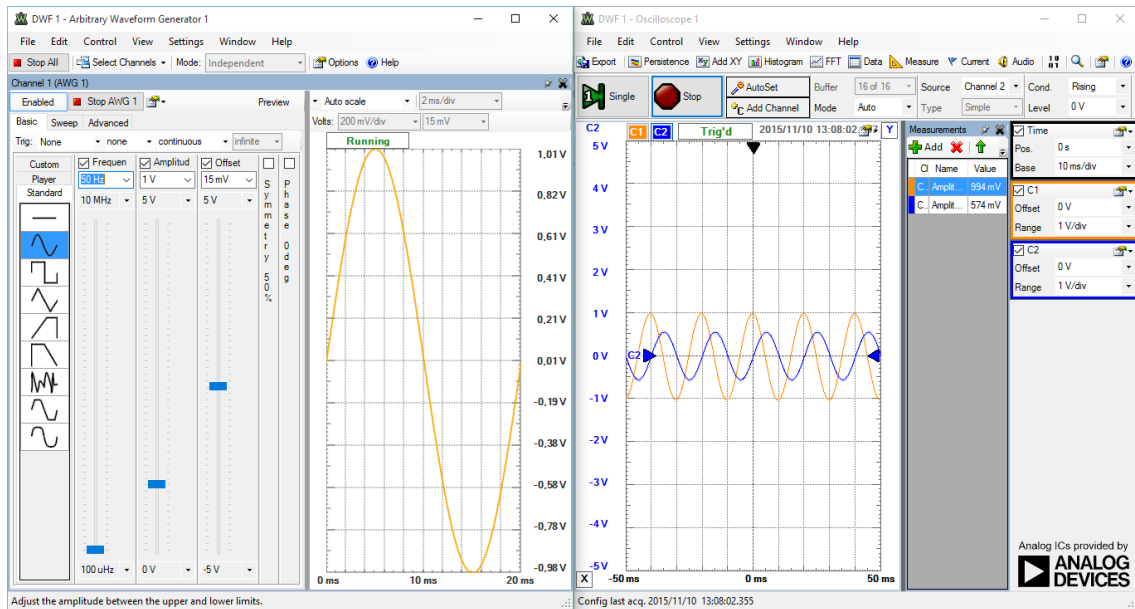 DWF 1 - Arbitrary Waveform Generator 1
File Edit Control View Settings Window Help
Stop All Select Channels Mode: Independent Options Help
Channel 1 (AWG 1)
Enabled Stop AWG 1 Preview
Basic Sweep Advanced
Trig: None none continuous infinite
Custom
Player
Standard
Frequen Amplitud Offset
50 Hz 1 V 15 mV
10 MHz 5 V 5 V
Symmetry 50%
Phase 0 deg
100 uHz 0 V -5 V
Auto scale 2 ms/div
Volts: 200 mV/div 15 mV
Running
1,01 V
0,82 V
0,61 V
0,41 V
0,21 V
0,01 V
-0,19 V
-0,38 V
-0,58 V
-0,78 V
-0,98 V
0 ms 10 ms 20 ms
Adjust the amplitude between the upper and lower limits.
DWF 1 - Oscilloscope 1
File Edit Control View Settings Window Help
Export Persistence Add XY Histogram FFT Data Measure Current Audio
Single Stop AutoSet Buffer 16 of 16 Source Channel 2 Cond. Rising
Add Channel Mode Auto Type Simple Level 0 V
C2 C1 C2 Trig'd 2015/11/10 13:08:02 Y
5 V
4 V
3 V
2 V
1 V
0 V C2
-1 V
-2 V
-3 V
-4 V
-5 V
X -50 ms 0 ms 50 ms
Measurements
Add
Cl Name Value
C.. Amplit... 994 mV
C.. Amplit... 574 mV
Time
Pos. 0 s
Base 10 ms/div
C1
Offset 0 V
Range 1 V/div
C2
Offset 0 V
Range 1 V/div
Analog ICs provided by
ANALOG
DEVICES
Config last acq. 2015/11/10 13:08:02.355